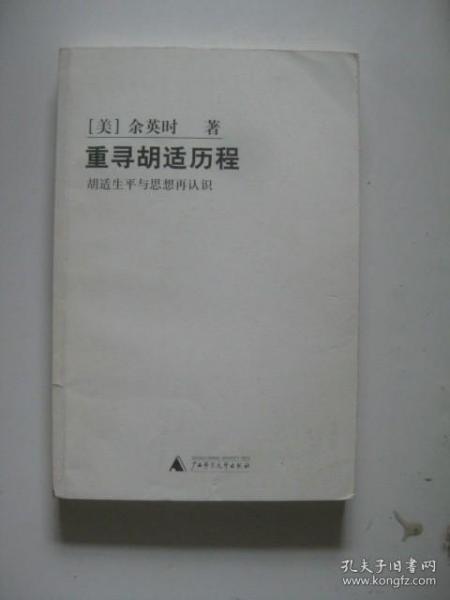 [美] 余英时 著
重寻胡适历程
胡适生平与思想再认识
广西师范大学出版社
孔夫子旧书网
www.kongfz.com